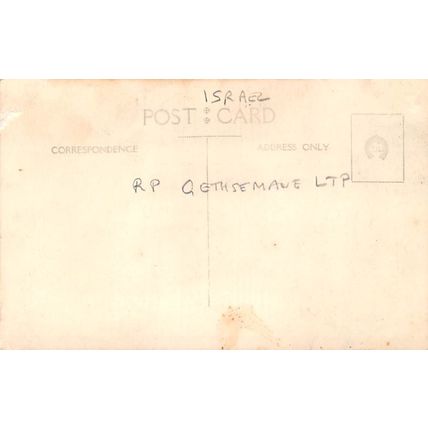 ISRAEL
POST CARD
CORRESPONDENCE
ADDRESS ONLY
RP GETHSEMANE LTP